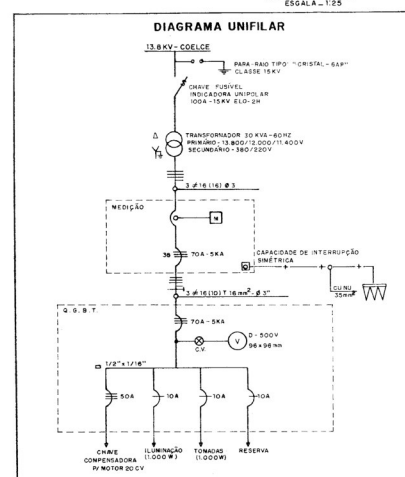 ESCALA _ 1:25
DIAGRAMA UNIFILAR
13.8 KV - COELCE
PARA-RAIO TIPO " CRISTAL - 6AP"
CLASSE 15KV
CHAVE FUSÍVEL
INDICADORA UNIPOLAR
100A - 15KV ELO - 2H
TRANSFORNADOR 30 KVA - 60HZ
PRIMÁRIO - 13.800/12.000/11.400V
SECUNDÁRIO - 380/220V
Δ
3 # 16 (16) Ø 3
MEDIÇÃO
M
38 70A - 5KA
CAPACIDADE DE INTERRUPÇÃO
SIMÉTRICA
CU NU
35mm²
3 # 16 (10) T 16 mm² - Ø 3"
Q.G.B.T.
70A - 5KA
D - 500V
V
96 x 96 mm
C.V.
1/2" x 1/16"
50A
10A
10A
10A
CHAVE
COMPENSADORA
P/ MOTOR 20 CV
ILUMINAÇÃO
(1.000 W)
TOMADAS
(1.000W)
RESERVA